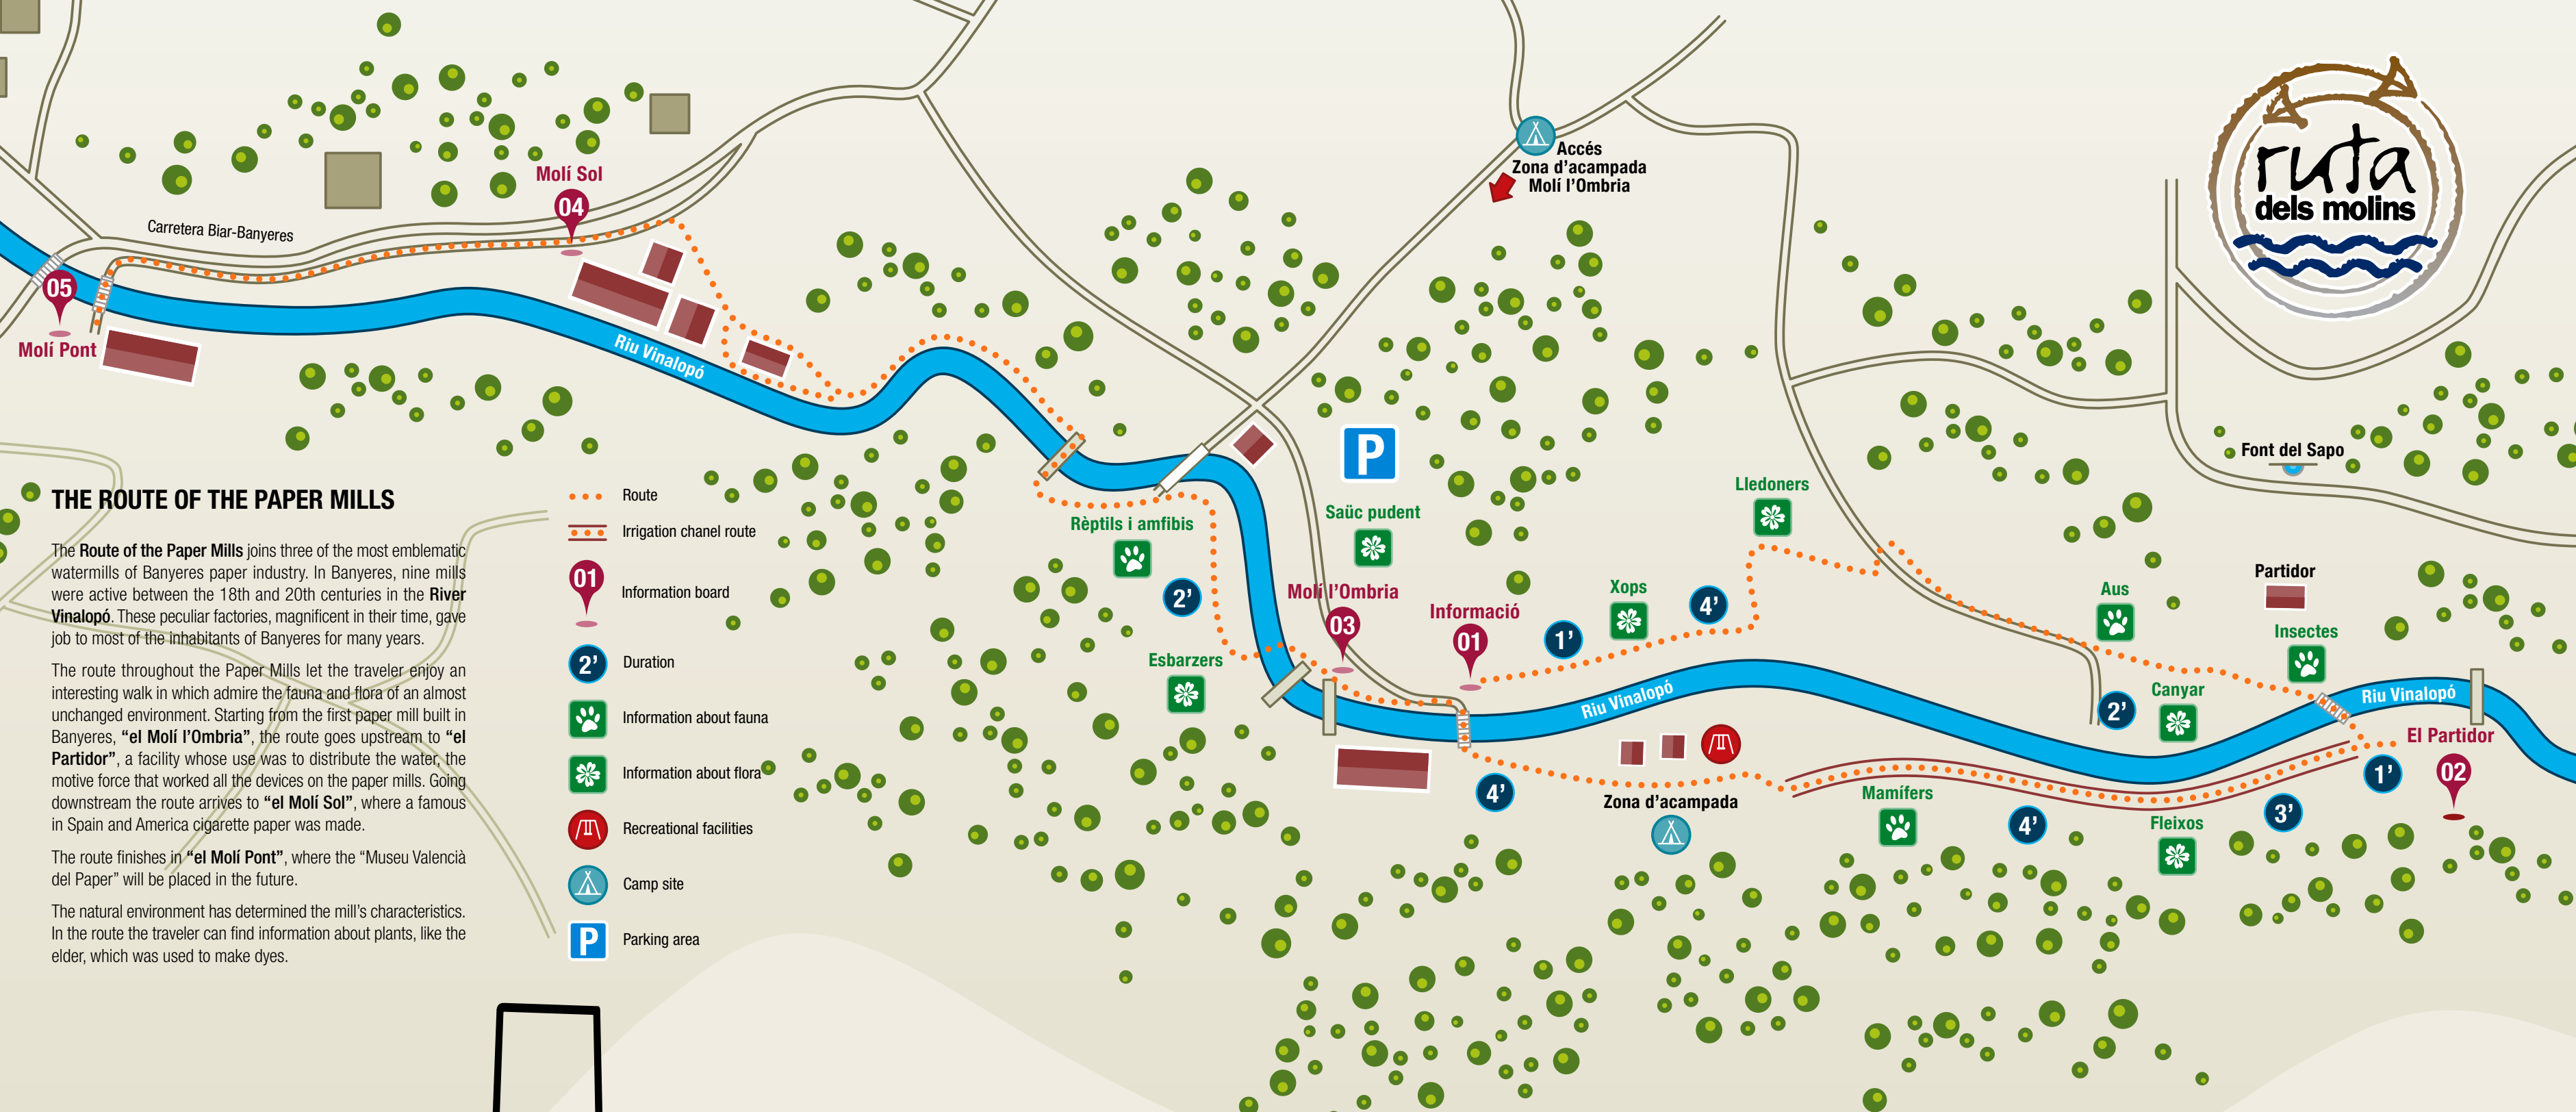 ruta
dels molins
Accés
Zona d'acampada
Molí l'Ombria
Molí Sol
04
Carretera Biar-Banyeres
05
Molí Pont
Riu Vinalopó
P
Font del Sapo
Lledoners
Saüc pudent
Rèptils i amfibis
2'
Molí l'Ombria
03
Informació
01
1'
Xops
4'
Aus
Partidor
Insectes
Esbarzers
Riu Vinalopó
2'
Canyar
Riu Vinalopó
El Partidor
02
4'
Zona d'acampada
Mamífers
4'
Fleixos
3'
1'
THE ROUTE OF THE PAPER MILLS
The Route of the Paper Mills joins three of the most emblematic
watermills of Banyeres paper industry. In Banyeres, nine mills
were active between the 18th and 20th centuries in the River
Vinalopó. These peculiar factories, magnificent in their time, gave
job to most of the inhabitants of Banyeres for many years.
The route throughout the Paper Mills let the traveler enjoy an
interesting walk in which admire the fauna and flora of an almost
unchanged environment. Starting from the first paper mill built in
Banyeres, “el Molí l'Ombria”, the route goes upstream to “el
Partidor”, a facility whose use was to distribute the water, the
motive force that worked all the devices on the paper mills. Going
downstream the route arrives to “el Molí Sol”, where a famous
in Spain and America cigarette paper was made.
The route finishes in “el Molí Pont”, where the “Museu Valencià
del Paper” will be placed in the future.
The natural environment has determined the mill's characteristics.
In the route the traveler can find information about plants, like the
elder, which was used to make dyes.
Route
Irrigation chanel route
01 Information board
2' Duration
Information about fauna
Information about flora
Recreational facilities
Camp site
P Parking area